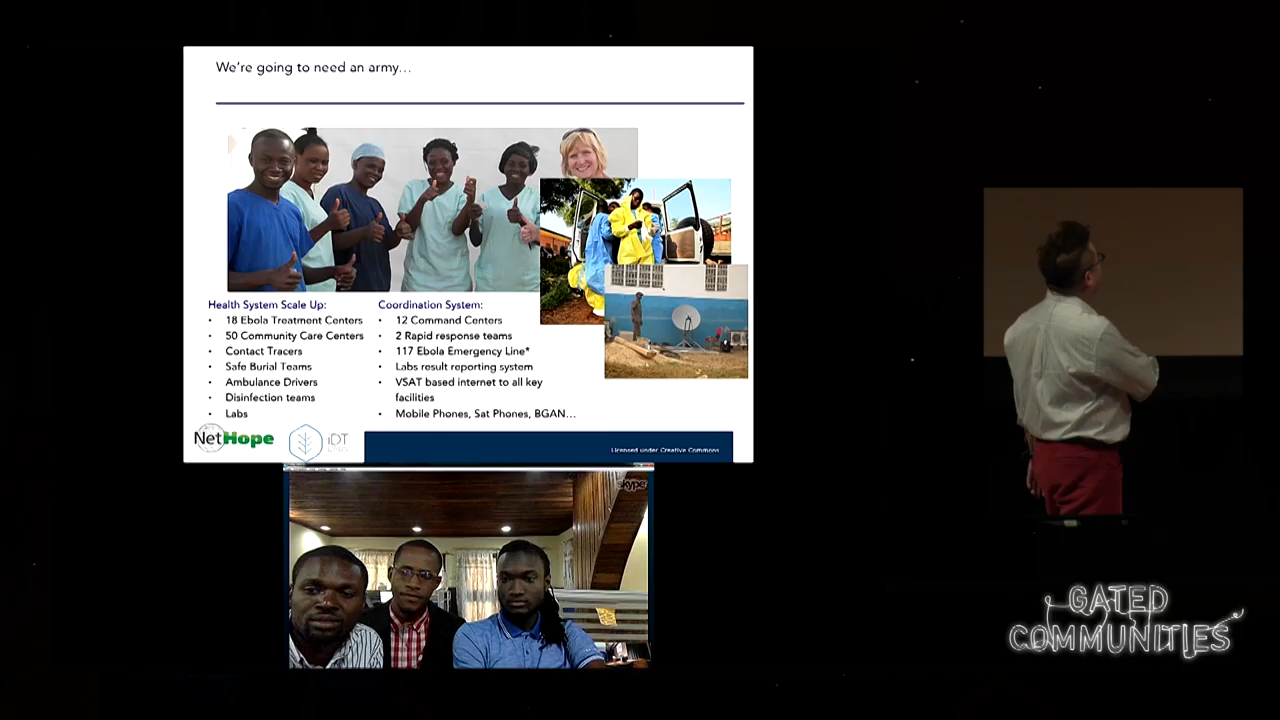 We're going to need an army...
Health System Scale Up:
• 18 Ebola Treatment Centers
• 50 Community Care Centers
• Contact Tracers
• Safe Burial Teams
• Ambulance Drivers
• Disinfection teams
• Labs
Coordination System:
• 12 Command Centers
• 2 Rapid response teams
• 117 Ebola Emergency Line*
• Labs result reporting system
• VSAT based internet to all key
facilities
• Mobile Phones, Sat Phones, BGAN...
NetHope
iDT
Licensed under Creative Commons
skype
GATED
COMMUNITIES